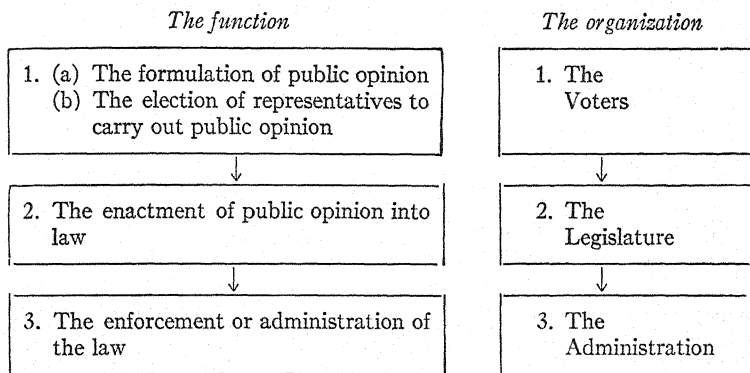 The function
1. (a) The formulation of public opinion
(b) The election of representatives to
carry out public opinion
2. The enactment of public opinion into
law
3. The enforcement or administration of
the law
The organization
1. The
Voters
2. The
Legislature
3. The
Administration